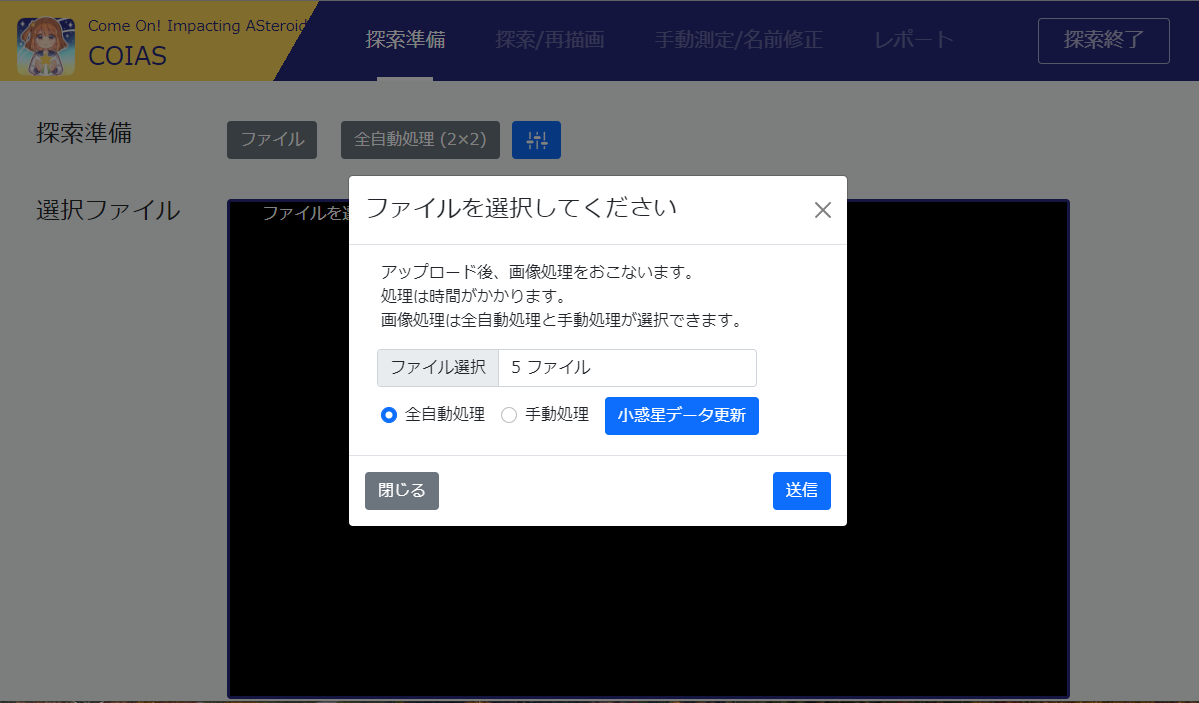 Come On! Impacting ASteroid
COIAS
探索準備
探索/再描画
手動測定/名前修正
レポート
探索終了
探索準備
ファイル
全自動処理 (2×2)
選択ファイル
ファイルを
ファイルを選択してください
アップロード後、画像処理をおこないます。
処理は時間がかかります。
画像処理は全自動処理と手動処理が選択できます。
ファイル選択
5 ファイル
全自動処理
手動処理
小惑星データ更新
閉じる
送信